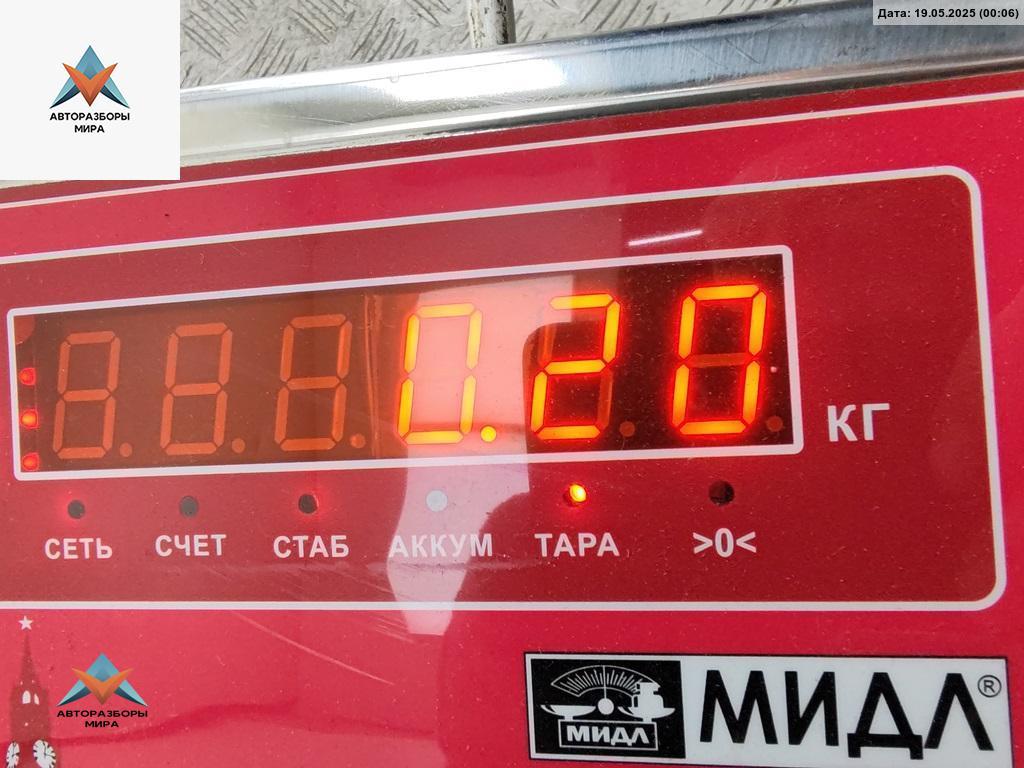 Дата: 19.05.2025 (00:06)
АВТОРАЗБОРЫ
МИРА
0.20
КГ
СЕТЬ СЧЕТ СТАБ АККУМ ТАРА >0<
МИДЛ
МИДЛ®
АВТОРАЗБОРЫ
МИРА